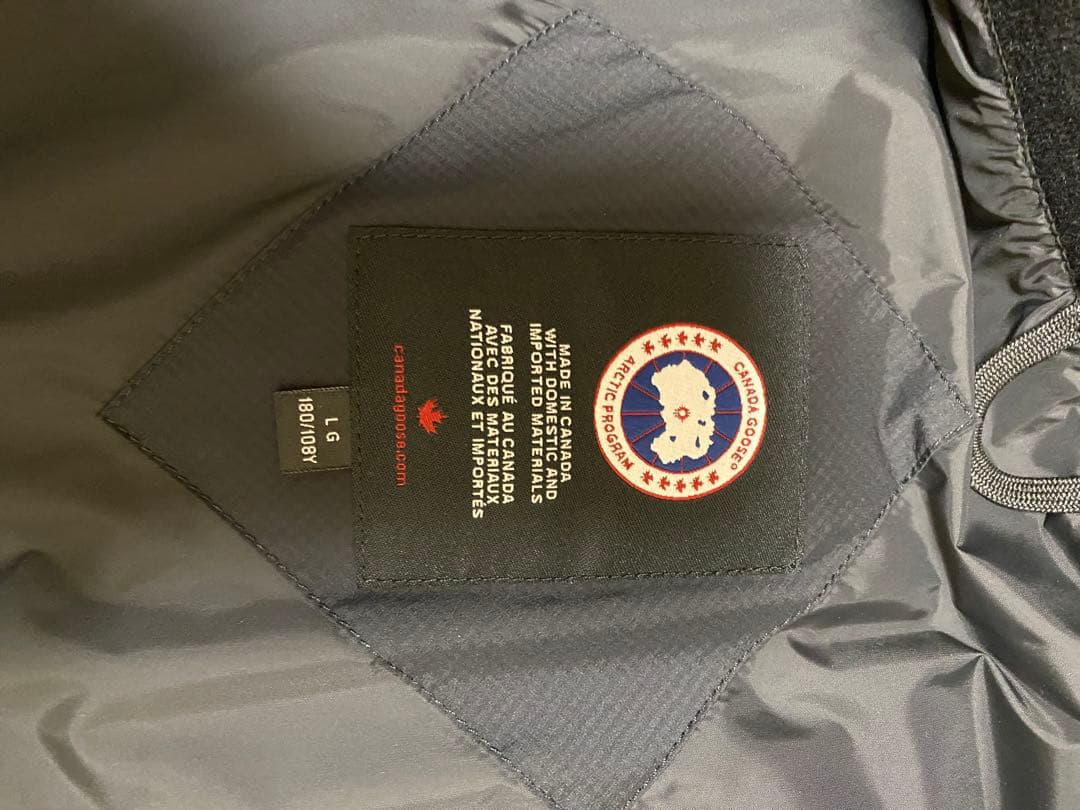 CANADA GOOSE®
ARCTIC PROGRAM
MADE IN CANADA
WITH DOMESTIC AND
IMPORTED MATERIALS
FABRIQUÉ AU CANADA
AVEC DES MATÉRIAUX
NATIONAUX ET IMPORTÉS
canadagoose.com
L G
180/108Y